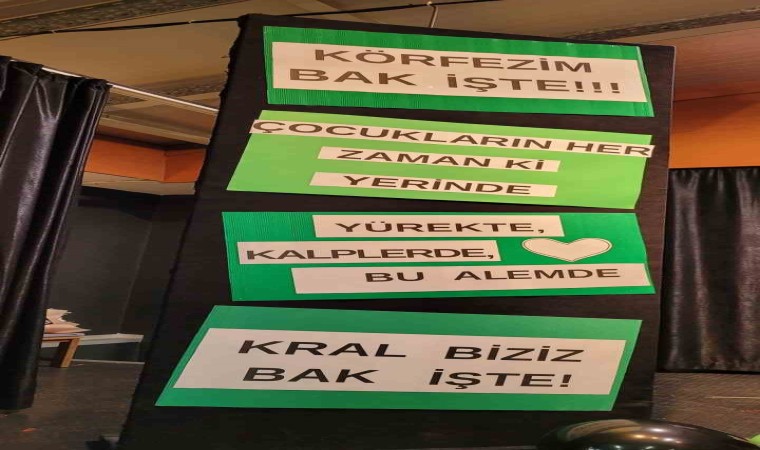 KÖRFEZİM
BAK İŞTE!!!
ÇOCUKLARIN HER
ZAMAN Kİ
YERİNDE
YÜREKTE,
KALPLERDE,
BU ALEMDE
KRAL BİZİZ
BAK İŞTE!